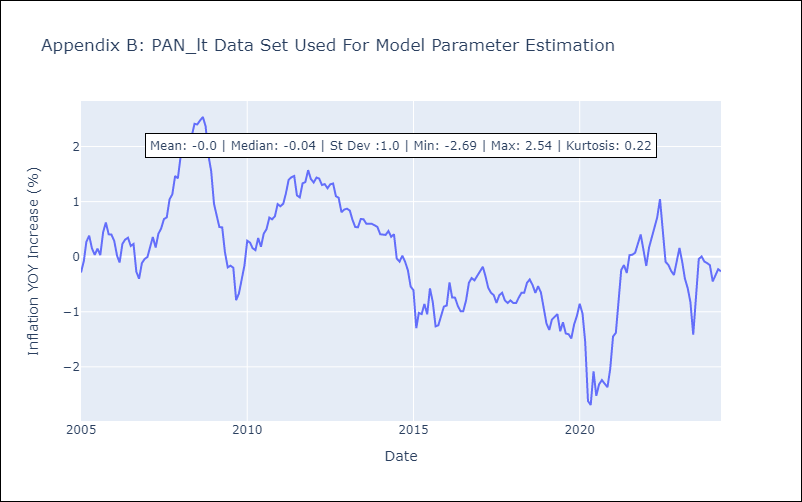 Appendix B: PAN_lt Data Set Used For Model Parameter Estimation
Mean: -0.0 | Median: -0.04 | St Dev :1.0 | Min: -2.69 | Max: 2.54 | Kurtosis: 0.22
Inflation YOY Increase (%)
2
1
0
−1
−2
2005
2010
2015
2020
Date